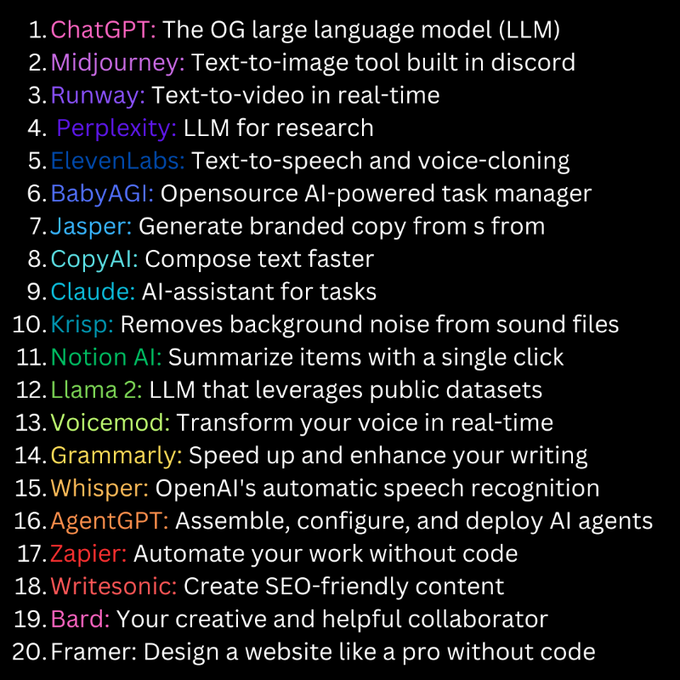 1. ChatGPT: The OG large language model (LLM)
2. Midjourney: Text-to-image tool built in discord
3. Runway: Text-to-video in real-time
4. Perplexity: LLM for research
5. ElevenLabs: Text-to-speech and voice-cloning
6. BabyAGI: Opensource AI-powered task manager
7. Jasper: Generate branded copy from s from
8. CopyAI: Compose text faster
9. Claude: AI-assistant for tasks
10. Krisp: Removes background noise from sound files
11. Notion AI: Summarize items with a single click
12. Llama 2: LLM that leverages public datasets
13. Voicemod: Transform your voice in real-time
14. Grammarly: Speed up and enhance your writing
15. Whisper: OpenAI's automatic speech recognition
16. AgentGPT: Assemble, configure, and deploy AI agents
17. Zapier: Automate your work without code
18. Writesonic: Create SEO-friendly content
19. Bard: Your creative and helpful collaborator
20. Framer: Design a website like a pro without code